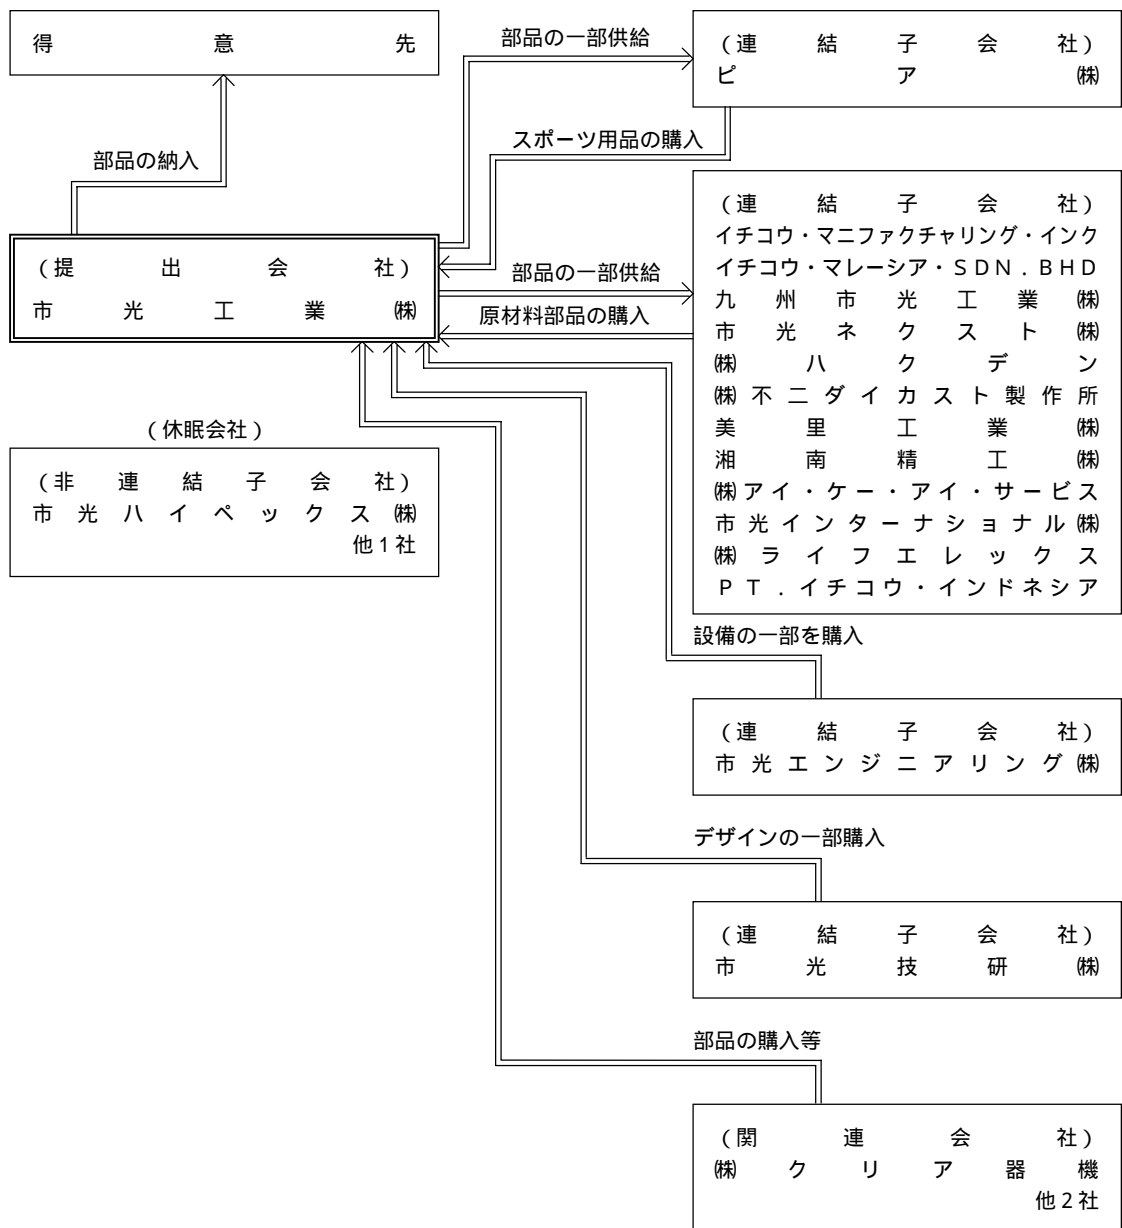 得意先
部品の納入
(提出会社)
市光工業㈱
(休眠会社)
(非連結子会社)
市光ハイペックス㈱
他1社
部品の一部供給
(連結子会社)
ピア㈱
スポーツ用品の購入
部品の一部供給
原材料部品の購入
(連結子会社)
イチコウ・マニファクチャリング・インク
イチコウ・マレーシア・SDN.BHD
九州市光工業㈱
市光ネクスト㈱
㈱ハクデン
㈱不二ダイカスト製作所
美里工業㈱
湘南精工㈱
㈱アイ・ケー・アイ・サービス
市光インターナショナル㈱
㈱ライフエレックス
PT.イチコウ・インドネシア
設備の一部を購入
(連結子会社)
市光エンジニアリング㈱
デザインの一部購入
(連結子会社)
市光技研㈱
部品の購入等
(関連会社)
㈱クリア器機
他2社